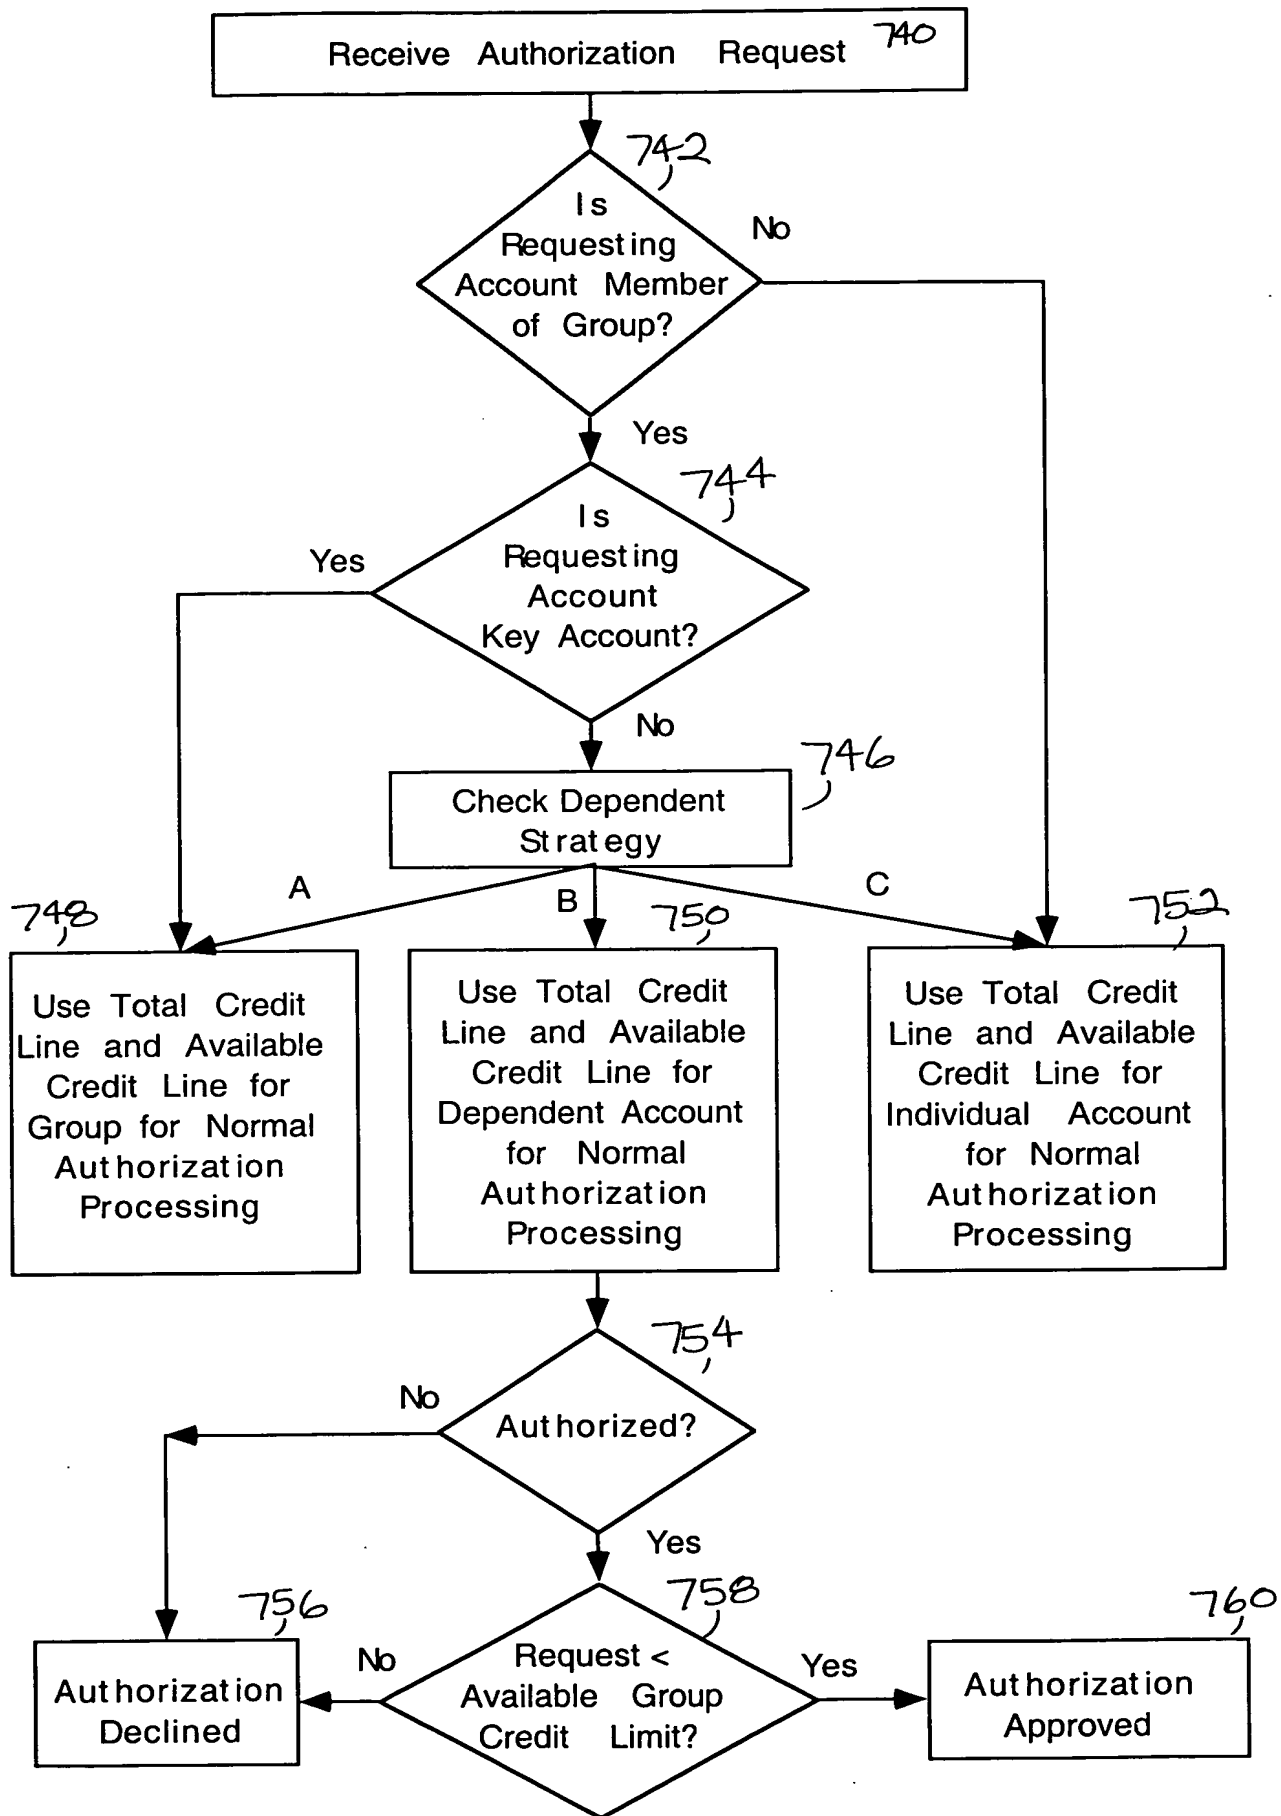 Receive Authorization Request 740
742
Is
Requesting
Account Member
of Group?
No
Yes
744
Is
Requesting
Account
Key Account?
Yes
No
746
Check Dependent
Strategy
A
B
C
748
Use Total Credit
Line and Available
Credit Line for
Group for Normal
Authorization
Processing
750
Use Total Credit
Line and Available
Credit Line for
Dependent Account
for Normal
Authorization
Processing
752
Use Total Credit
Line and Available
Credit Line for
Individual Account
for Normal
Authorization
Processing
754
Authorized?
No
Yes
756
Authorization
Declined
758
Request <
Available Group
Credit Limit?
No
Yes
760
Authorization
Approved